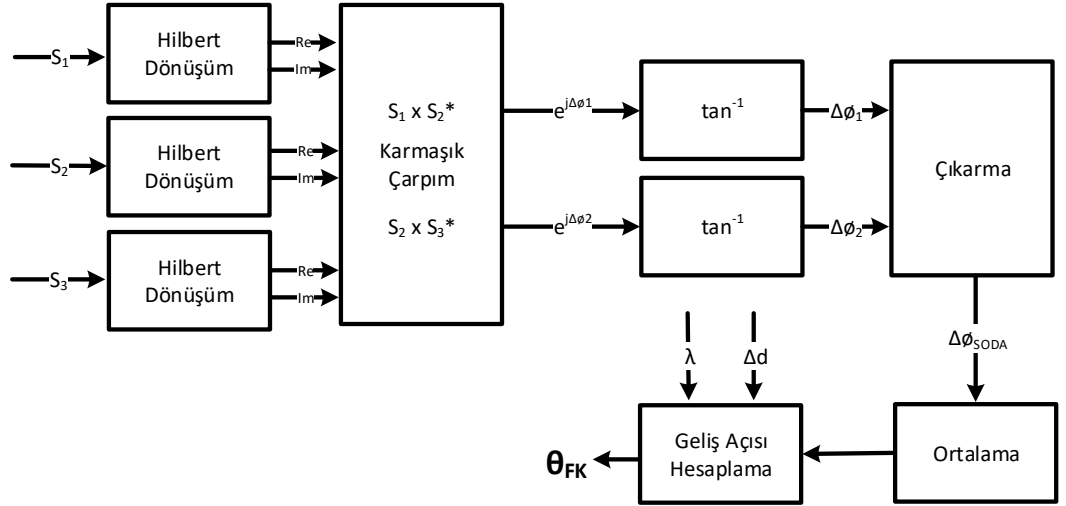 S₁
Hilbert
Dönüşüm
Re
Im
S₂
Hilbert
Dönüşüm
Re
Im
S₃
Hilbert
Dönüşüm
Re
Im
S₁ x S₂*
Karmaşık
Çarpım
S₂ x S₃*
e^jΔø1
tan⁻¹
Δø₁
e^jΔø2
tan⁻¹
Δø₂
Çıkarma
Δø_SODA
Ortalama
λ
Δd
Geliş Açısı
Hesaplama
θ_FK